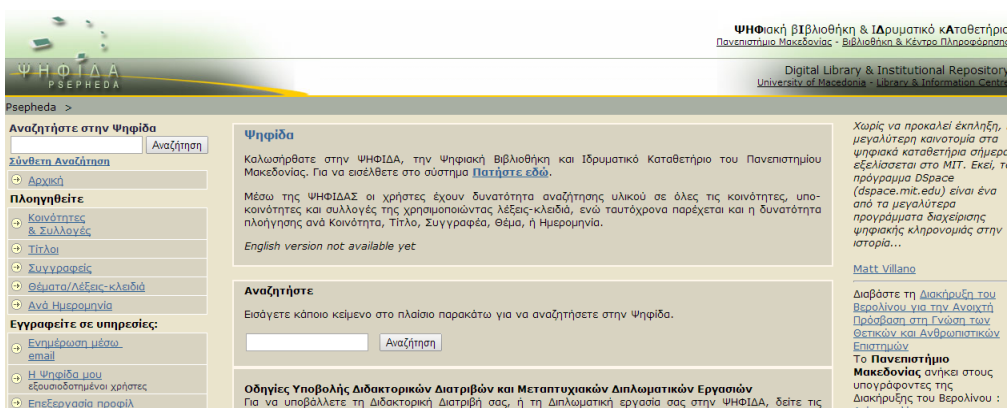 ΨΗΦιακή βΙβλιοθήκη & ΙΔρυματικό κΑταθετήριο
Πανεπιστήμιο Μακεδονίας - Βιβλιοθήκη & Κέντρο Πληροφόρησης
ΨΗΦΙΔΑ
PSEPHEDA
Digital Library & Institutional Repository
University of Macedonia - Library & Information Centre
Psepheda >
Αναζητήστε στην Ψηφίδα
Αναζήτηση
Σύνθετη Αναζήτηση
Αρχική
Πλοηγηθείτε
Κοινότητες
& Συλλογές
Τίτλοι
Συγγραφείς
Θέματα/Λέξεις-κλειδιά
Ανά Ημερομηνία
Εγγραφείτε σε υπηρεσίες:
Ενημέρωση μέσω
email
Η Ψηφίδα μου
εξουσιοδοτημένοι χρήστες
Επεξεργασία προφίλ
Ψηφίδα
Καλωσήρθατε στην ΨΗΦΙΔΑ, την Ψηφιακή Βιβλιοθήκη και Ιδρυματικό Καταθετήριο του Πανεπιστημίου
Μακεδονίας. Για να εισέλθετε στο σύστημα Πατήστε εδώ.
Μέσω της ΨΗΦΙΔΑΣ οι χρήστες έχουν δυνατότητα αναζήτησης υλικού σε όλες τις κοινότητες, υπο-
κοινότητες και συλλογές της χρησιμοποιώντας λέξεις-κλειδιά, ενώ ταυτόχρονα παρέχεται και η δυνατότητα
πλοήγησης ανά Κοινότητα, Τίτλο, Συγγραφέα, Θέμα, ή Ημερομηνία.
English version not available yet
Αναζητήστε
Εισάγετε κάποιο κείμενο στο πλαίσιο παρακάτω για να αναζητήσετε στην Ψηφίδα.
Αναζήτηση
Οδηγίες Υποβολής Διδακτορικών Διατριβών και Μεταπτυχιακών Διπλωματικών Εργασιών
Για να υποβάλλετε τη Διδακτορική Διατριβή σας, ή τη Διπλωματική εργασία σας στην ΨΗΦΙΔΑ, δείτε τις
Χωρίς να προκαλεί έκπληξη,
μεγαλύτερη καινοτομία στα
ψηφιακά καταθετήρια σήμερα
εξελίσσεται στο MIT. Εκεί, το
πρόγραμμα DSpace
(dspace.mit.edu) είναι ένα
από τα μεγαλύτερα
προγράμματα διαχείρισης
ψηφιακής κληρονομιάς στην
ιστορία...
Matt Villano
Διαβάστε τη Διακήρυξη του
Βερολίνου για την Ανοιχτή
Πρόσβαση στη Γνώση των
Θετικών και Ανθρωπιστικών
Επιστημών
Το Πανεπιστήμιο
Μακεδονίας ανήκει στους
υπογράφοντες της
Διακήρυξης του Βερολίνου :